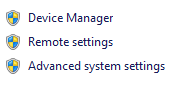 Device Manager
Remote settings
Advanced system settings